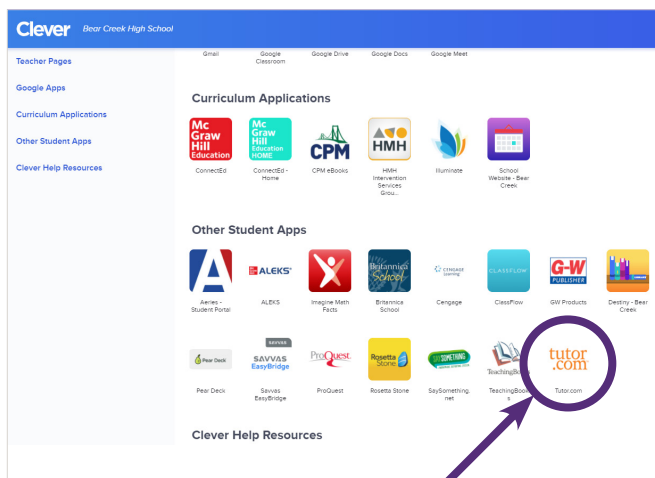 Clever Bear Creek High School
Teacher Pages
Google Apps
Curriculum Applications
Other Student Apps
Clever Help Resources
Gmail
Google
Classroom
Google Drive
Google Docs
Google Meet
Curriculum Applications
Mc
Graw
Hill
Education
Mc
Graw
Hill
Education
HOME
CPM
HMH
ConnectEd
ConnectEd -
Home
CPM eBooks
HMH
Intervention
Services
Grou...
Illuminate
School
Website - Bear
Creek
Other Student Apps
A
ALEKS
Britannica
School
CENGAGE
Learning
CLASSFLOW
G-W
PUBLISHER
Aeries -
Student Portal
ALEKS
Imagine Math
Facts
Britannica
School
Cengage
ClassFlow
GW Products
Destiny - Bear
Creek
Pear Deck
SAVVAS
SAVVAS
EasyBridge
ProQuest
Rosetta
Stone
SAYSOMETHING
TeachingBo
tutor
.com
Pear Deck
Savvas
EasyBridge
ProQuest
Rosetta Stone
SaySomething.
net
TeachingBook
s
Tutor.com
Clever Help Resources